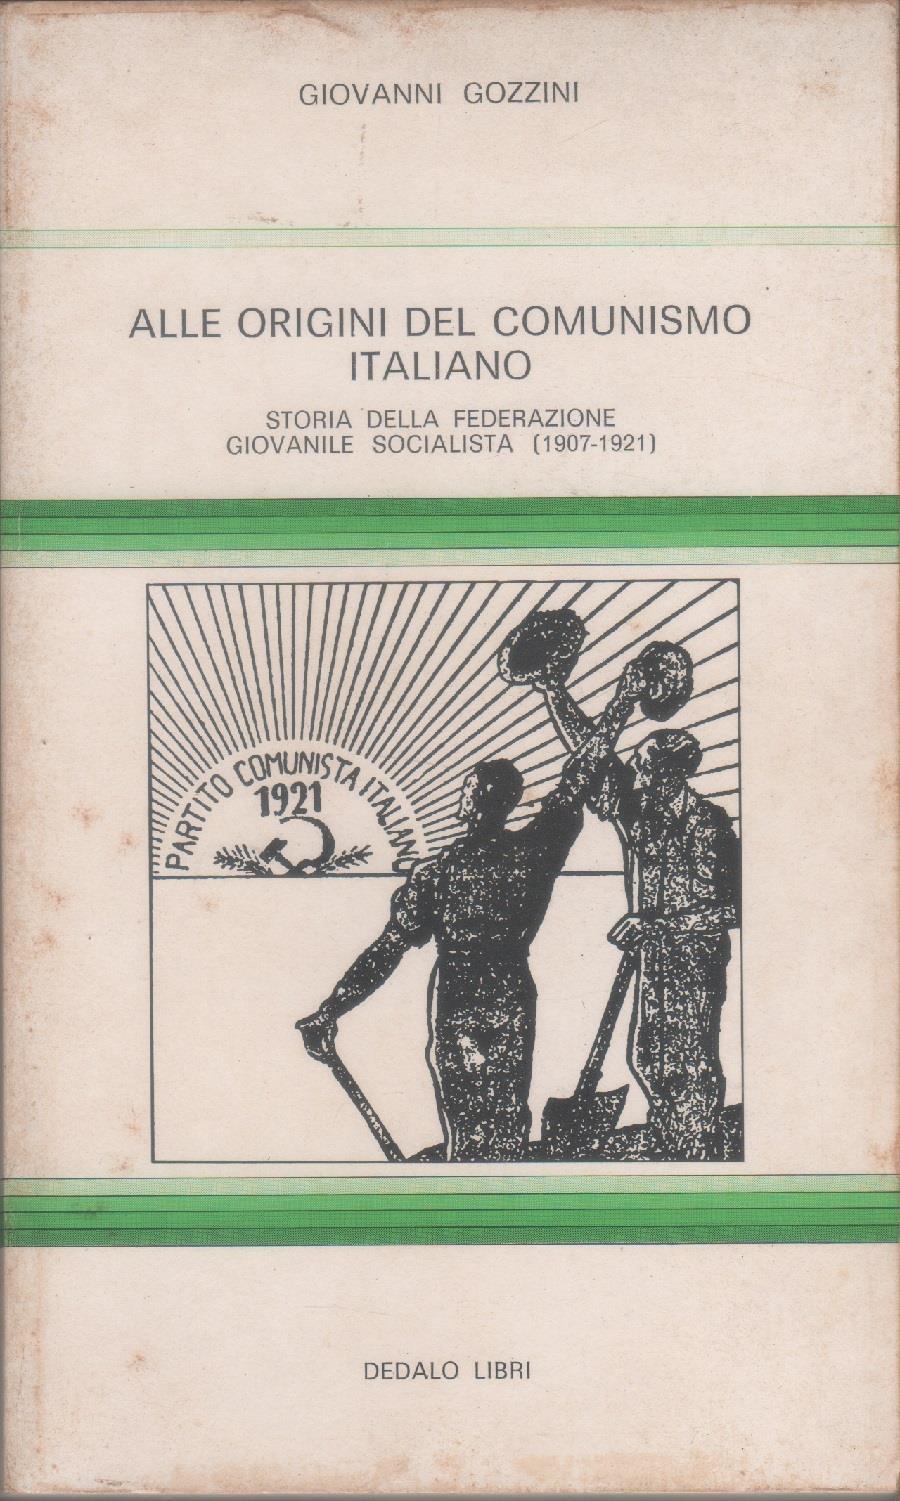 GIOVANNI GOZZINI
ALLE ORIGINI DEL COMUNISMO
ITALIANO
STORIA DELLA FEDERAZIONE
GIOVANILE SOCIALISTA (1907-1921)
PARTITO COMUNISTA ITALIANO
1921
DEDALO LIBRI